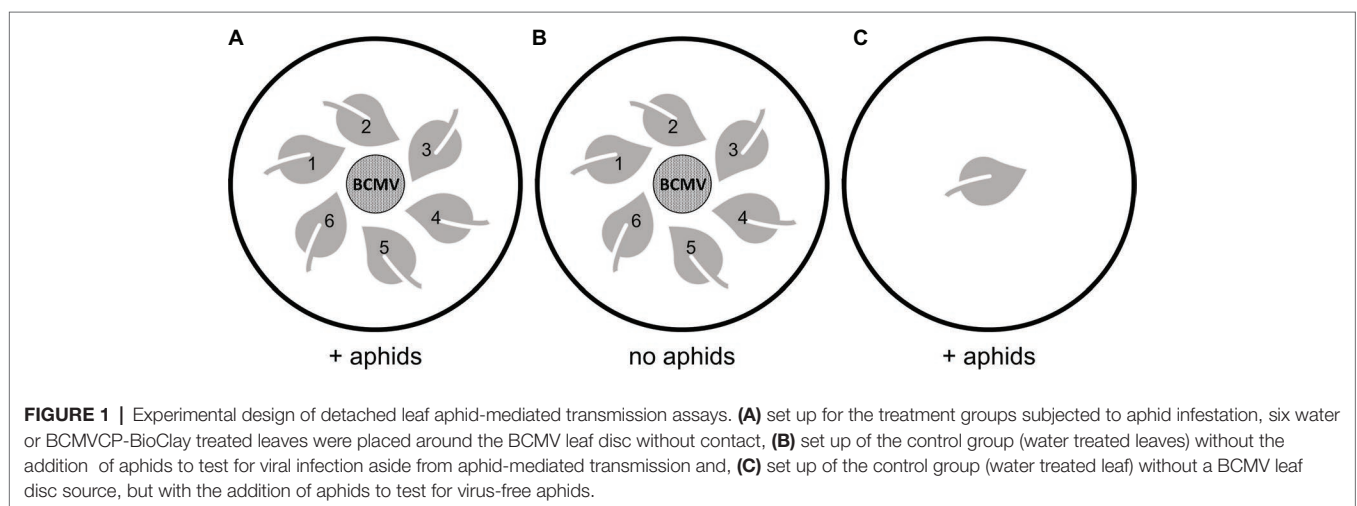 A
B
C
2
2
3
3
1
1
BCMV
BCMV
6
4
6
4
5
5
+ aphids
no aphids
+ aphids
FIGURE 1 | Experimental design of detached leaf aphid-mediated transmission assays. (A) set up for the treatment groups subjected to aphid infestation, six water
or BCMVCP-BioClay treated leaves were placed around the BCMV leaf disc without contact, (B) set up of the control group (water treated leaves) without the
addition of aphids to test for viral infection aside from aphid-mediated transmission and, (C) set up of the control group (water treated leaf) without a BCMV leaf
disc source, but with the addition of aphids to test for virus-free aphids.